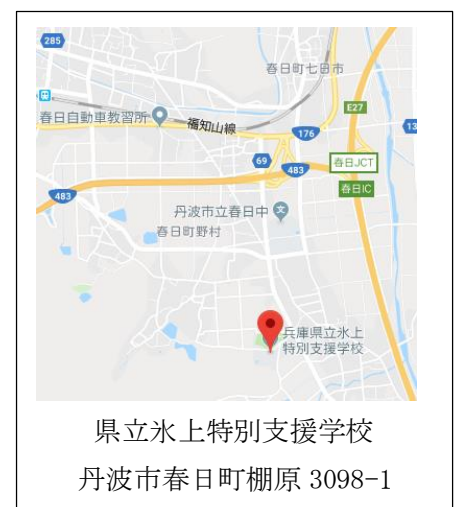 285
春日町七日市
E27
春日自動車教習所
福知山線
176
13
69
483
春日JCT
483
春日IC
丹波市立春日中
文
春日町野村
兵庫県立氷上
特別支援学校
県立氷上特別支援学校
丹波市春日町棚原 3098-1